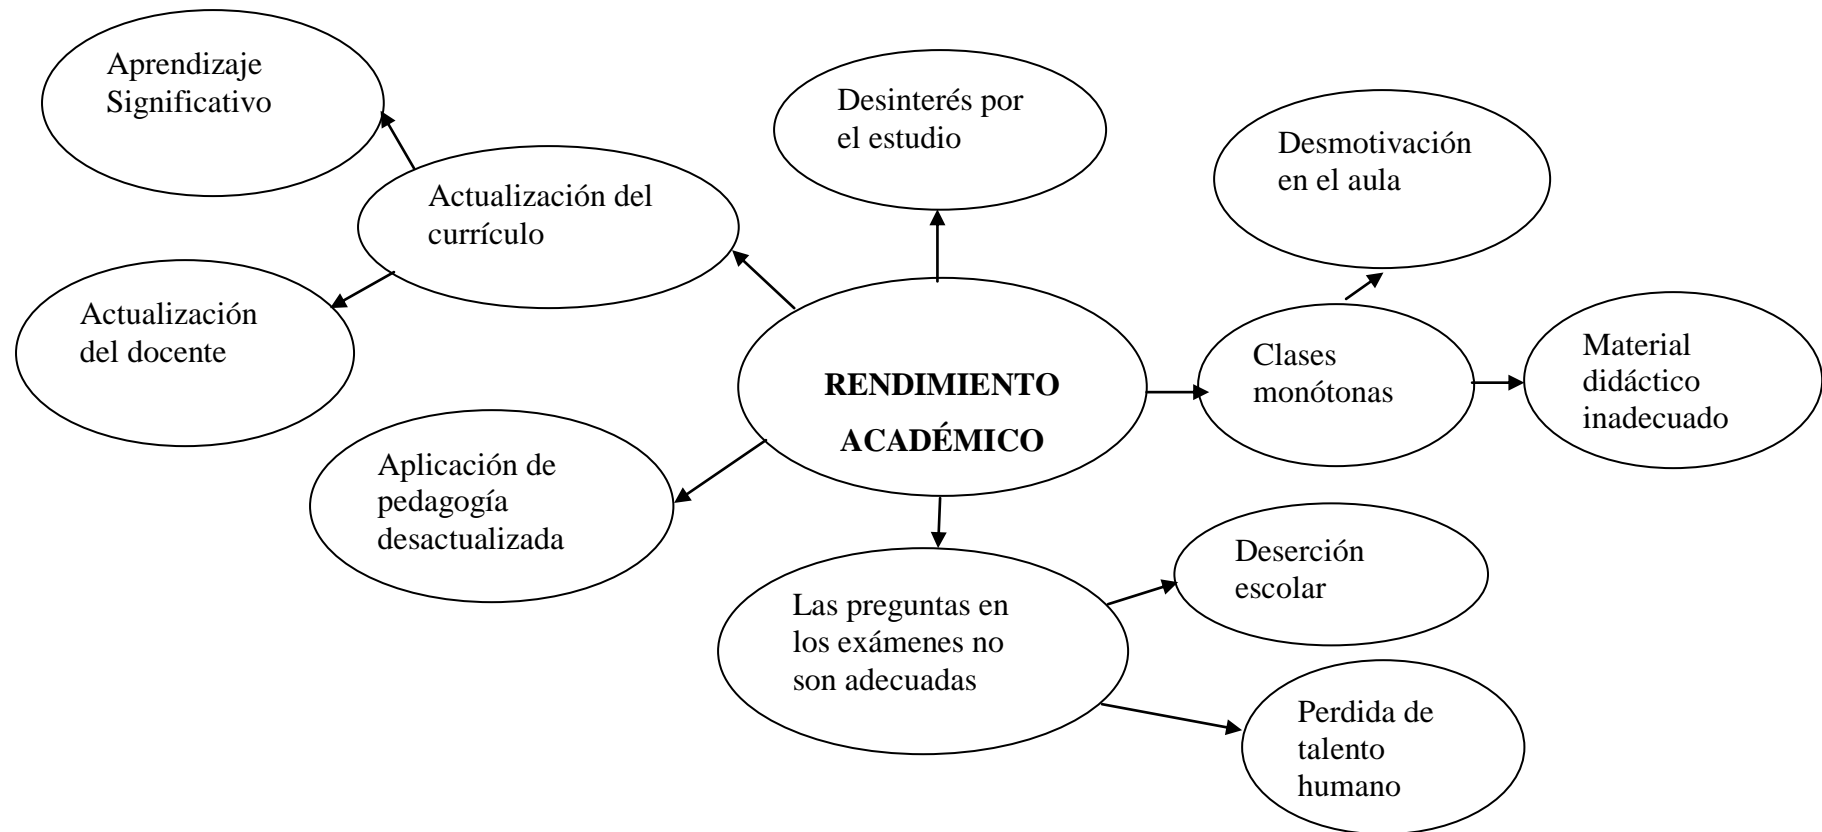 Aprendizaje
Significativo
Desinterés por
el estudio
Desmotivación
en el aula
Actualización del
currículo
Actualización
del docente
RENDIMIENTO
ACADÉMICO
Clases
monótonas
Material
didáctico
inadecuado
Aplicación de
pedagogía
desactualizada
Las preguntas en
los exámenes no
son adecuadas
Deserción
escolar
Perdida de
talento
humano